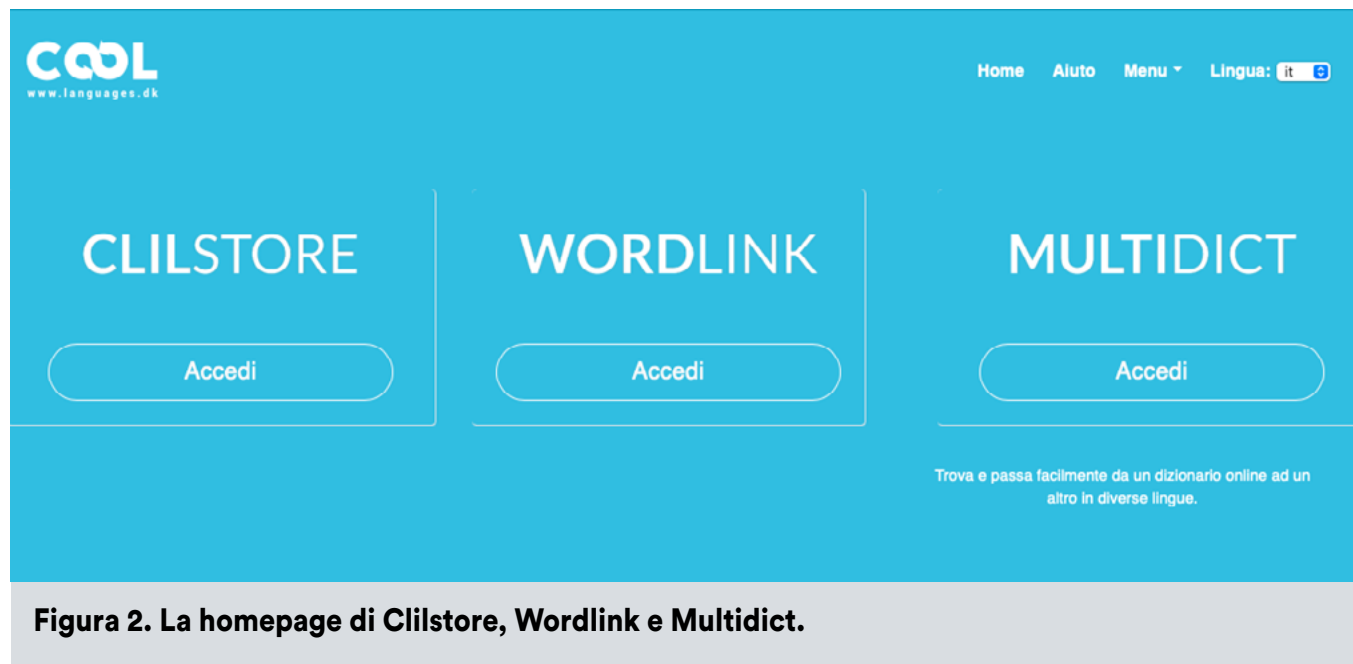 COOL
www.languages.dk
Home Aiuto Menu Lingua: it
CLILSTORE WORDLINK MULTIDICT
Accedi Accedi Accedi
Trova e passa facilmente da un dizionario online ad un
altro in diverse lingue.
Figura 2. La homepage di Clilstore, Wordlink e Multidict.